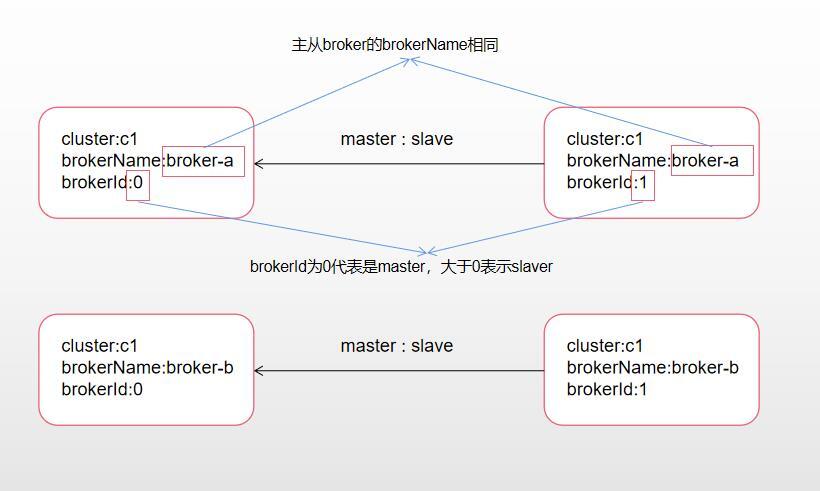 主从broker的brokerName相同
cluster:c1
brokerName:broker-a
brokerId:0
master : slave
cluster:c1
brokerName:broker-a
brokerId:1
brokerId为0代表是master，大于0表示slaver
cluster:c1
brokerName:broker-b
brokerId:0
master : slave
cluster:c1
brokerName:broker-b
brokerId:1